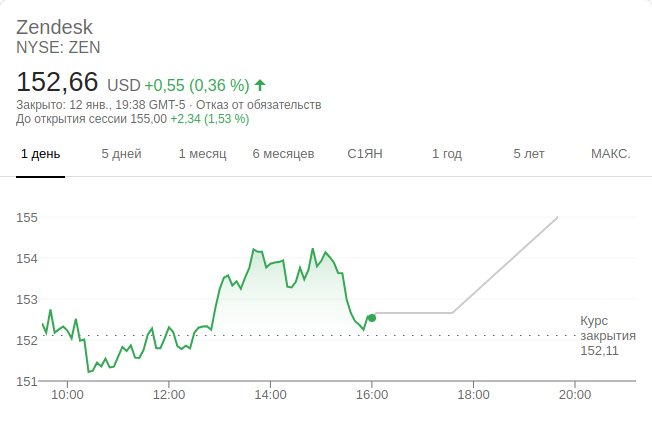 Zendesk
NYSE: ZEN
152,66 USD +0,55 (0,36 %)
Закрыто: 12 янв., 19:38 GMT-5 · Отказ от обязательств
До открытия сессии 155,00 +2,34 (1,53 %)
1 день 5 дней 1 месяц 6 месяцев С1ЯН 1 год 5 лет МАКС.
155
154
153
152
151
Курс
закрытия
152,11
10:00 12:00 14:00 16:00 18:00 20:00